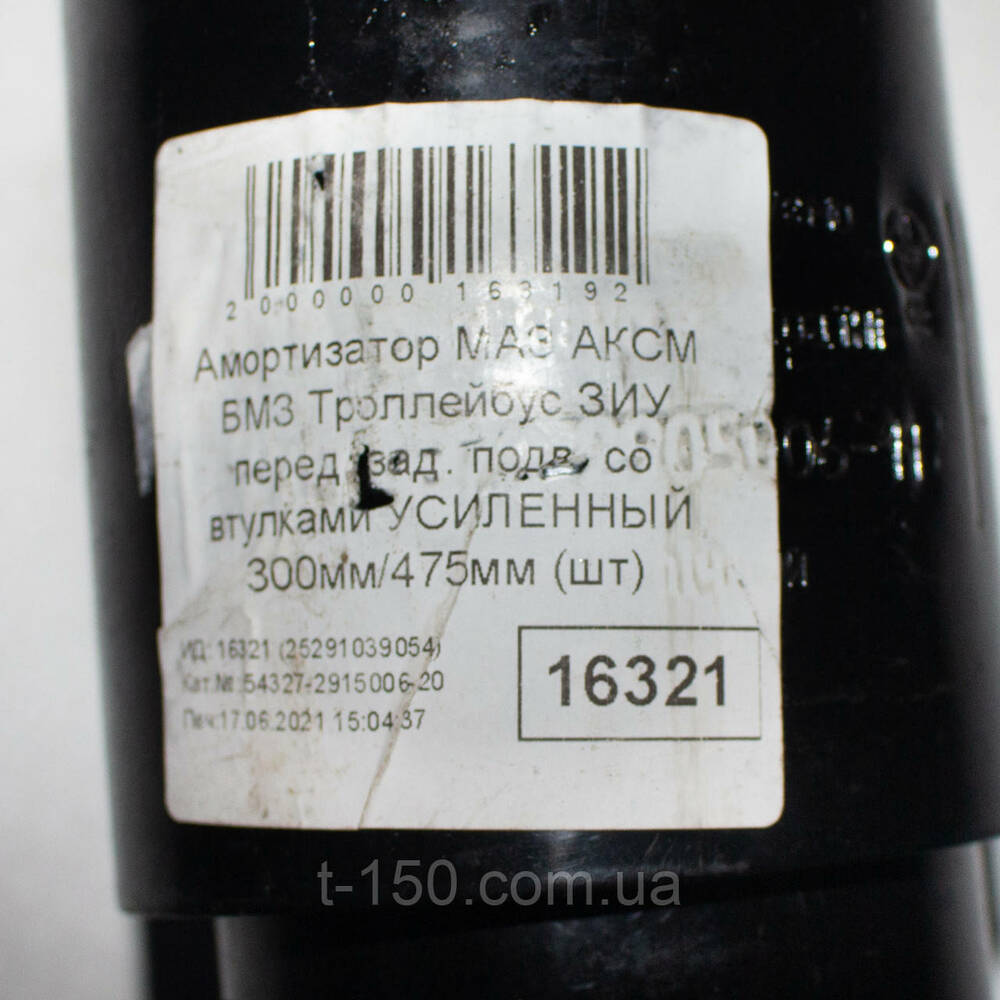 2 000000 163192
Амортизатор МАЗ АКСМ
БМЗ Троллейбус ЗИУ
перед. зад. подв. со
втулками УСИЛЕННЫЙ
300мм/475мм (шт)
ИД: 16321 (25291039054)
Кат.№: 54327-2915006-20
Печ:17.06.2021 15:04:37
16321
t-150.com.ua